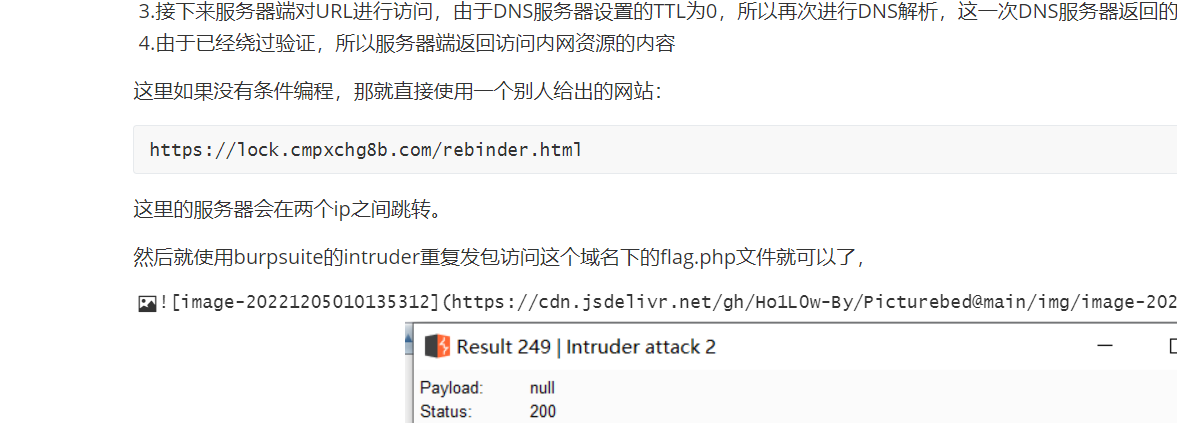 3.接下来服务器端对URL进行访问，由于DNS服务器设置的TTL为0，所以再次进行DNS解析，这一次DNS服务器返回的
4.由于已经绕过验证，所以服务器端返回访问内网资源的内容
这里如果没有条件编程，那就直接使用一个别人给出的网站：
https://lock.cmpxchg8b.com/rebinder.html
这里的服务器会在两个ip之间跳转。
然后就使用burpsuite的intruder重复发包访问这个域名下的flag.php文件就可以了，
![image-20221205010135312](https://cdn.jsdelivr.net/gh/Ho1L0w-By/Picturebed@main/img/image-202
Result 249 | Intruder attack 2
Payload: null
Status: 200